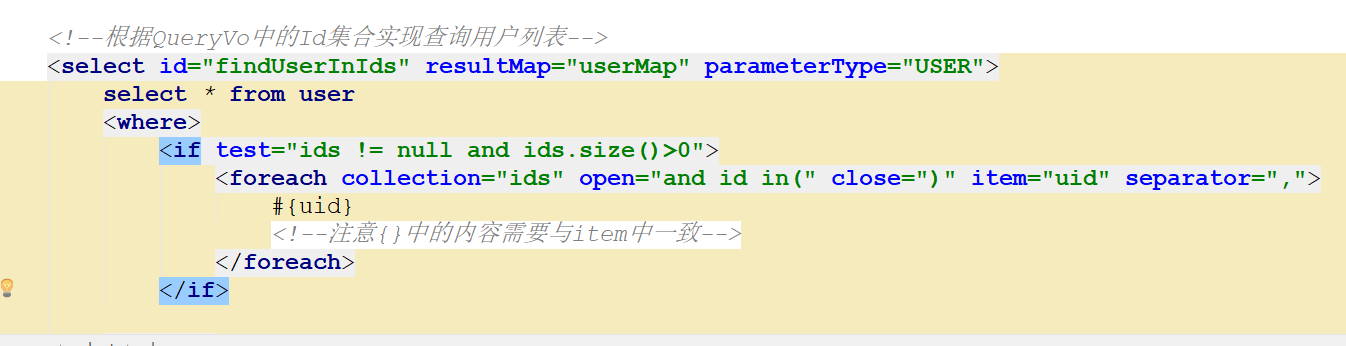 <!--根据QueryVo中的Id集合实现查询用户列表-->
<select id="findUserInIds" resultMap="userMap" parameterType="USER">
select * from user
<where>
<if test="ids != null and ids.size()>0">
<foreach collection="ids" open="and id in(" close=")" item="uid" separator=",">
#{uid}
<!--注意{}中的内容需要与item中一致-->
</foreach>
</if>